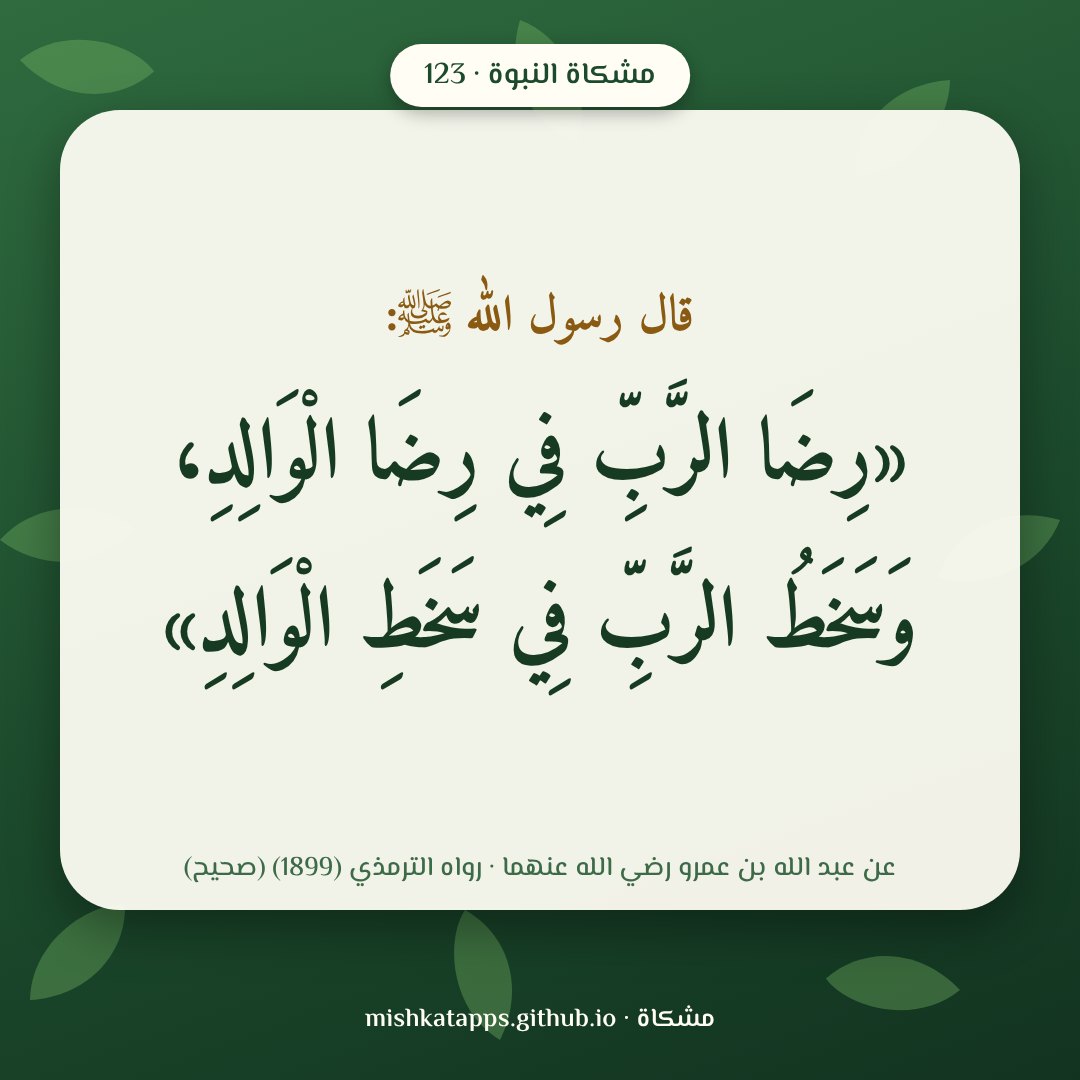 مشكاة النبوة · 123
قال رسول الله ﷺ:
«رِضَا الرَّبِّ فِي رِضَا الْوَالِدِ،
وَسَخَطُ الرَّبِّ فِي سَخَطِ الْوَالِدِ»
عن عبد الله بن عمرو رضي الله عنهما · رواه الترمذي (1899) (صحيح)
مشكاة · mishkatapps.github.io